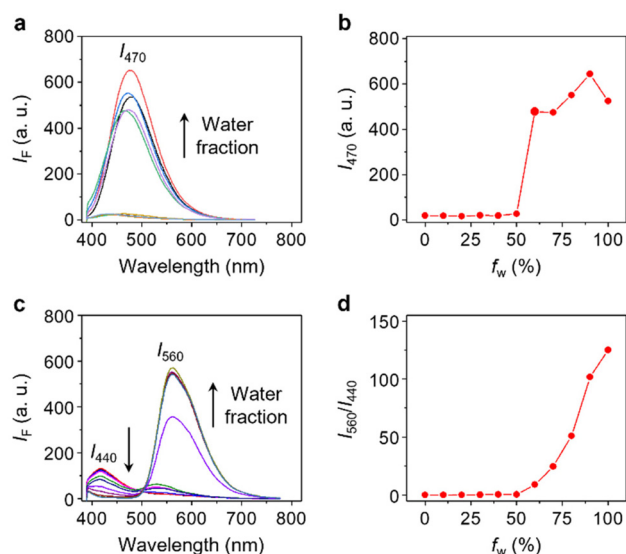 a
I470
Water
fraction
IF (a. u.)
800
600
400
200
0
400 500 600 700 800
Wavelength (nm)
b
I470 (a. u.)
800
600
400
200
0
0 25 50 75 100
fw (%)
c
I560
I440
Water
fraction
IF (a. u.)
800
600
400
200
0
400 500 600 700 800
Wavelength (nm)
d
I560/I440
150
100
50
0
0 25 50 75 100
fw (%)